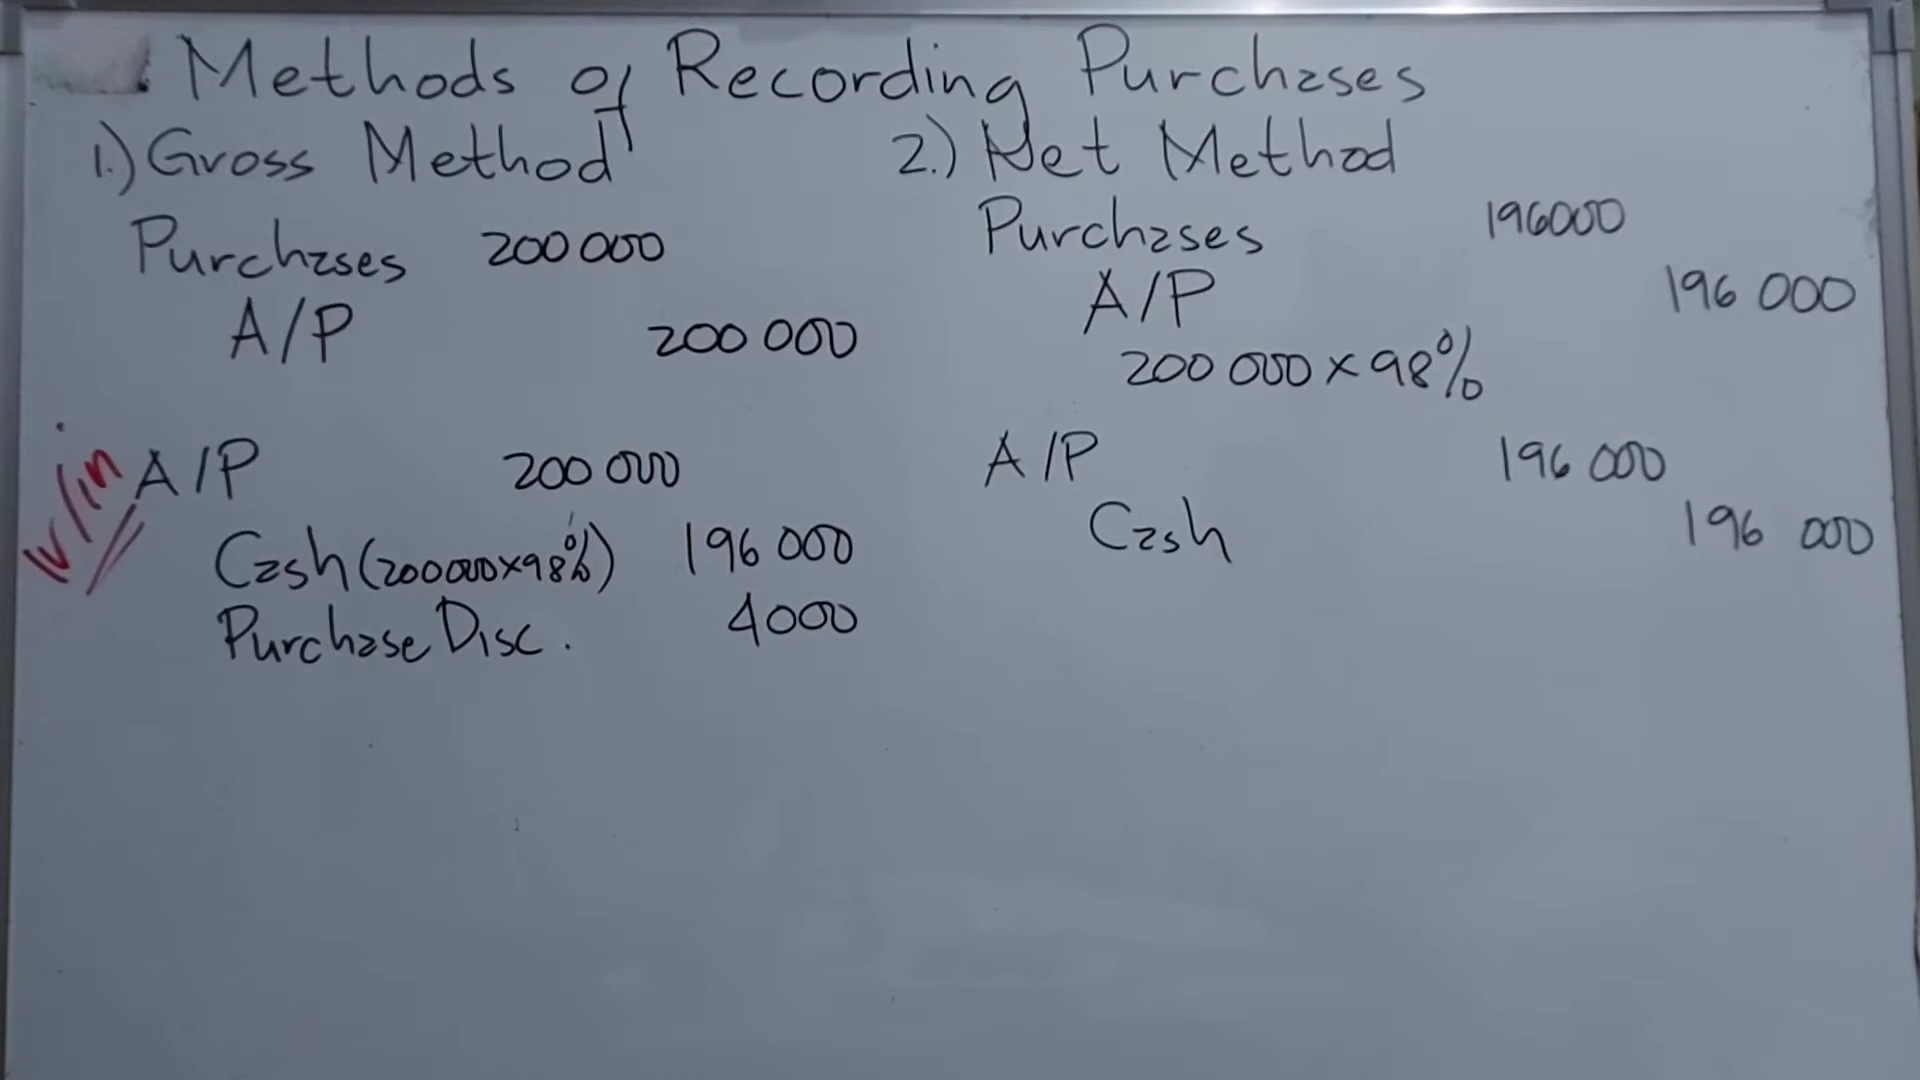 Methods of Recording Purchases
1.) Gross Method
Purchases 200 000
A/P 200 000
w/in
A/P 200 000
Cash (200000x98%) 196 000
Purchase Disc. 4000
2.) Net Method
Purchases 196000
A/P 196 000
200 000 x 98%
A/P 196 000
Cash 196 000